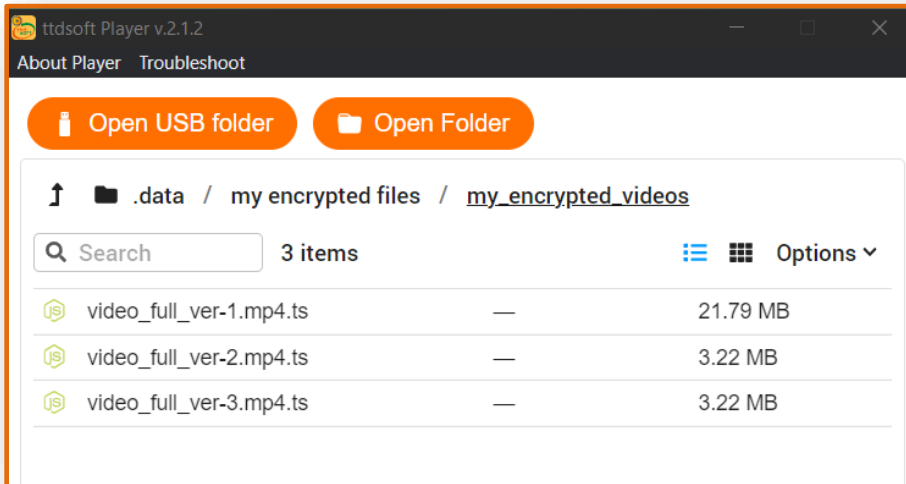 ttdsoft Player v.2.1.2
About Player Troubleshoot
Open USB folder Open Folder
.data / my encrypted files / my_encrypted_videos
Search 3 items Options
video_full_ver-1.mp4.ts — 21.79 MB
video_full_ver-2.mp4.ts — 3.22 MB
video_full_ver-3.mp4.ts — 3.22 MB